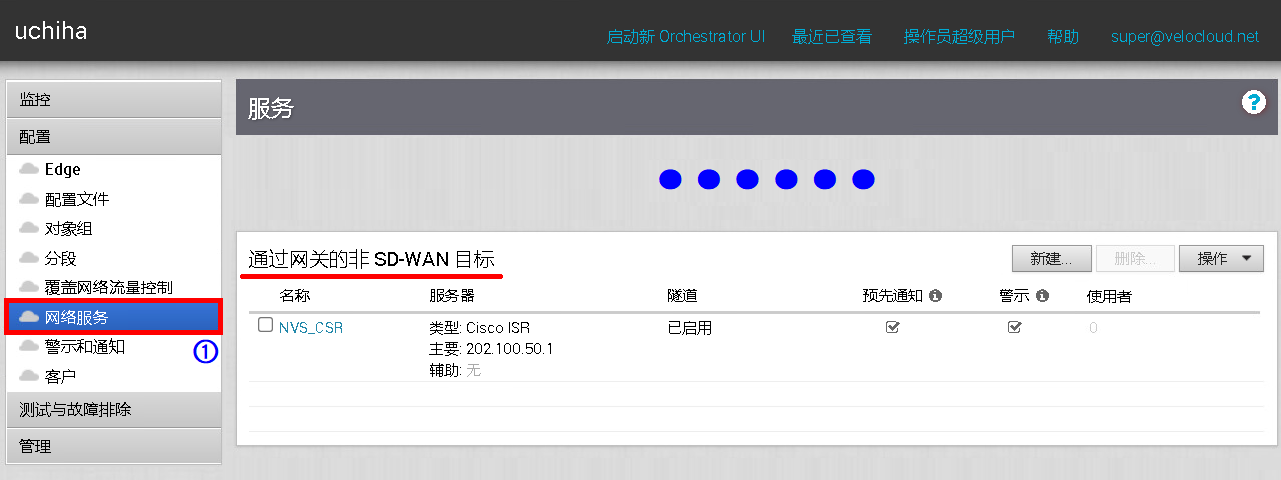 uchiha
启动新 Orchestrator UI 最近已查看 操作员超级用户 帮助 super@velocloud.net
监控
配置
Edge
配置文件
对象组
分段
覆盖网络流量控制
网络服务
警示和通知
①
客户
测试与故障排除
管理
服务
?
通过网关的非 SD-WAN 目标
新建... 删除... 操作
名称 服务器 隧道 预先通知 警示 使用者
NVS_CSR 类型: Cisco ISR 已启用 0
主要: 202.100.50.1
辅助: 无